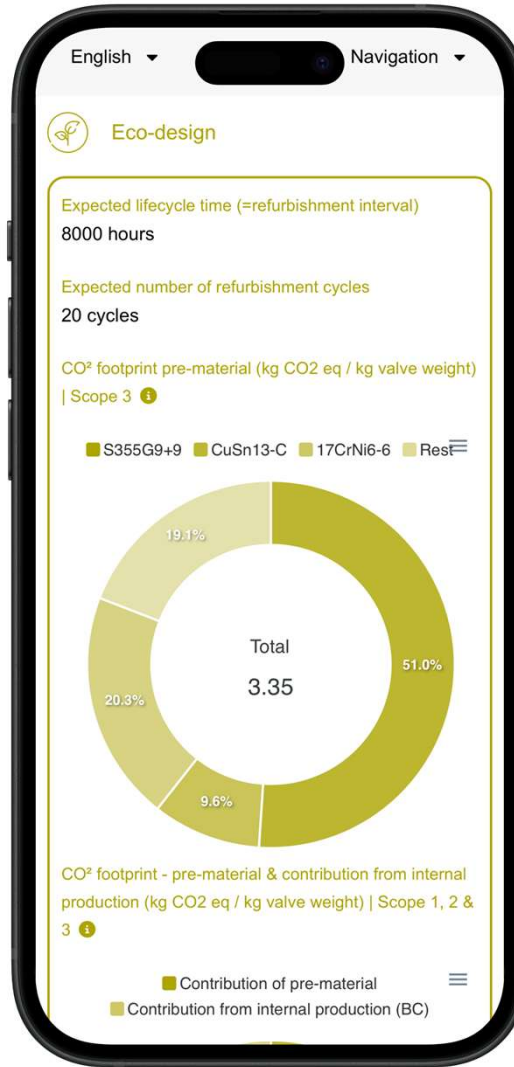 English
Navigation
Eco-design
Expected lifecycle time (=refurbishment interval)
8000 hours
Expected number of refurbishment cycles
20 cycles
CO² footprint pre-material (kg CO2 eq / kg valve weight)
| Scope 3
S355G9+9 CuSn13-C 17CrNi6-6 Rest
19.1%
Total
51.0%
3.35
20.3%
9.6%
CO² footprint - pre-material & contribution from internal
production (kg CO2 eq / kg valve weight) | Scope 1, 2 &
3
Contribution of pre-material
Contribution from internal production (BC)